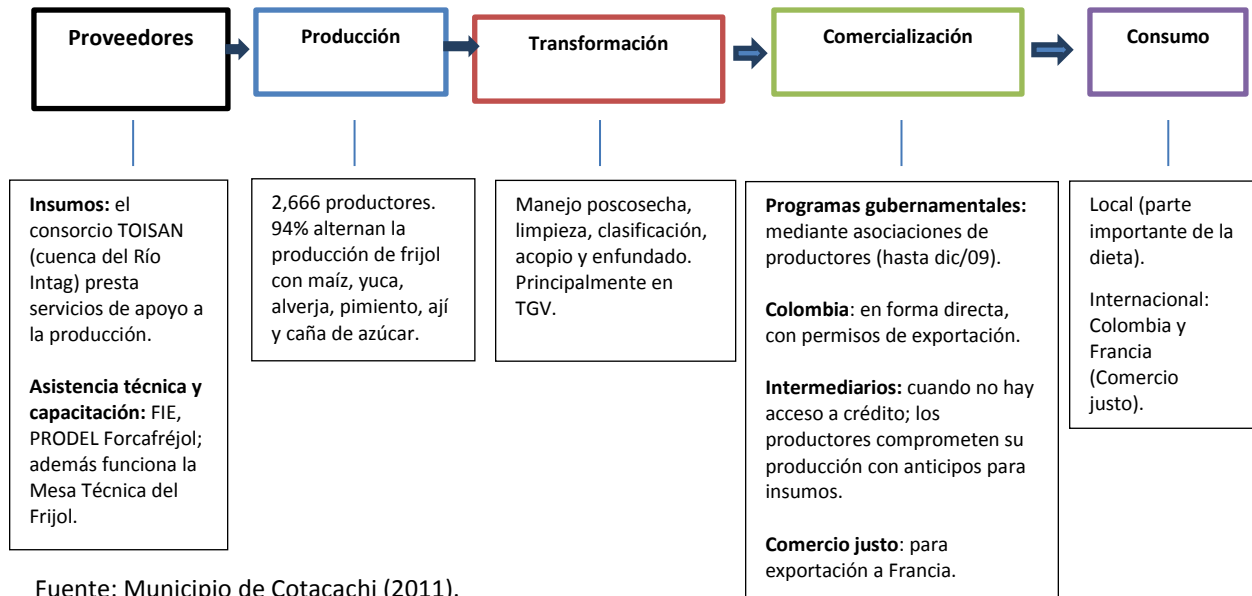 Proveedores
Producción
Transformación
Comercialización
Consumo
Insumos: el
consorcio TOISAN
(cuenca del Río
Intag) presta
servicios de apoyo a
la producción.
Asistencia técnica y
capacitación: FIE,
PRODEL Forcafréjol;
además funciona la
Mesa Técnica del
Frijol.
2,666 productores.
94% alternan la
producción de frijol
con maíz, yuca,
alverja, pimiento, ají
y caña de azúcar.
Manejo poscosecha,
limpieza, clasificación,
acopio y enfundado.
Principalmente en
TGV.
Programas gubernamentales:
mediante asociaciones de
productores (hasta dic/09).
Colombia: en forma directa,
con permisos de exportación.
Intermediarios: cuando no hay
acceso a crédito; los
productores comprometen su
producción con anticipos para
insumos.
Comercio justo: para
exportación a Francia.
Local (parte
importante de la
dieta).
Internacional:
Colombia y
Francia
(Comercio
justo).
Fuente: Municipio de Cotacachi (2011).